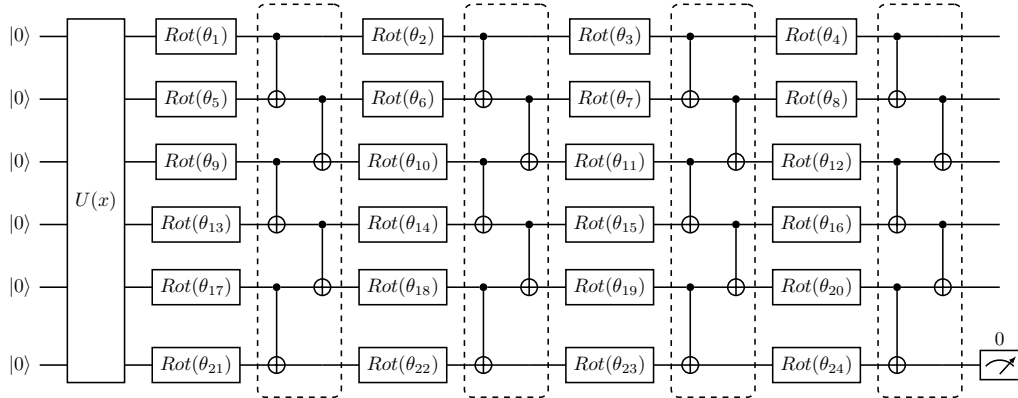 |0⟩ Rot(θ₁) Rot(θ₂) Rot(θ₃) Rot(θ₄)
|0⟩ Rot(θ₅) Rot(θ₆) Rot(θ₇) Rot(θ₈)
|0⟩ Rot(θ₉) Rot(θ₁₀) Rot(θ₁₁) Rot(θ₁₂)
U(x)
|0⟩ Rot(θ₁₃) Rot(θ₁₄) Rot(θ₁₅) Rot(θ₁₆)
|0⟩ Rot(θ₁₇) Rot(θ₁₈) Rot(θ₁₉) Rot(θ₂₀)
0
|0⟩ Rot(θ₂₁) Rot(θ₂₂) Rot(θ₂₃) Rot(θ₂₄)